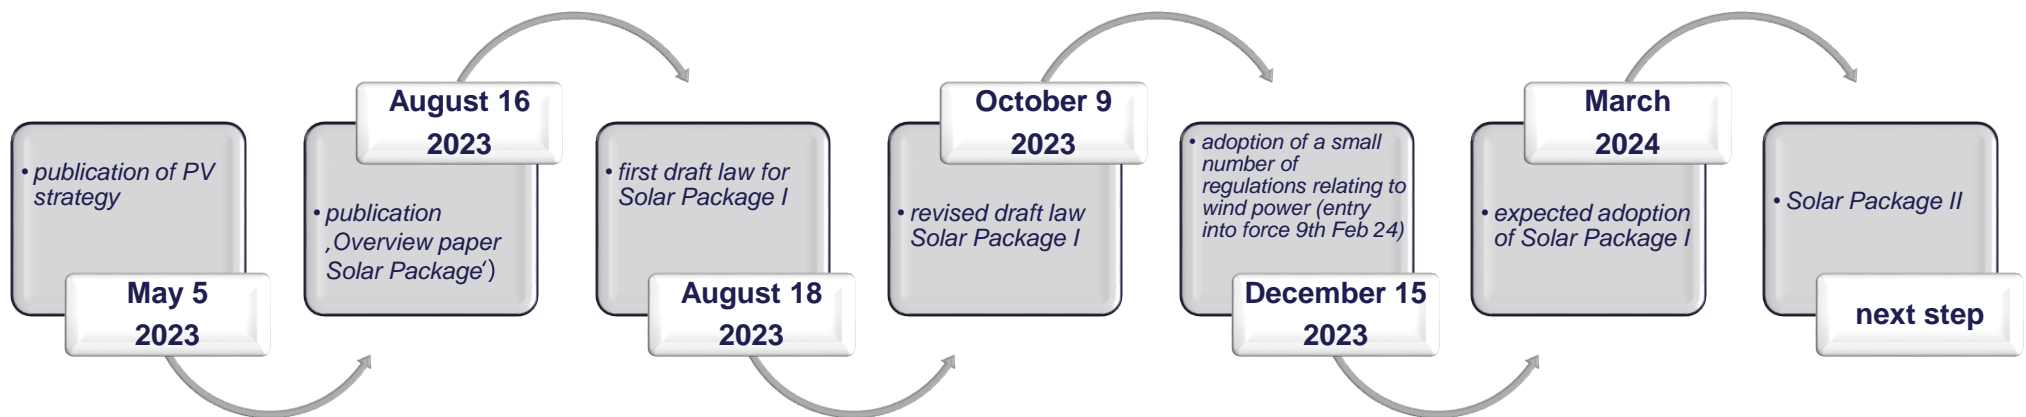 • publication of PV
strategy
May 5
2023
August 16
2023
• publication
‚Overview paper
Solar Package‘)
• first draft law for
Solar Package I
August 18
2023
October 9
2023
• revised draft law
Solar Package I
• adoption of a small
number of
regulations relating to
wind power (entry
into force 9th Feb 24)
December 15
2023
March
2024
• expected adoption
of Solar Package I
• Solar Package II
next step